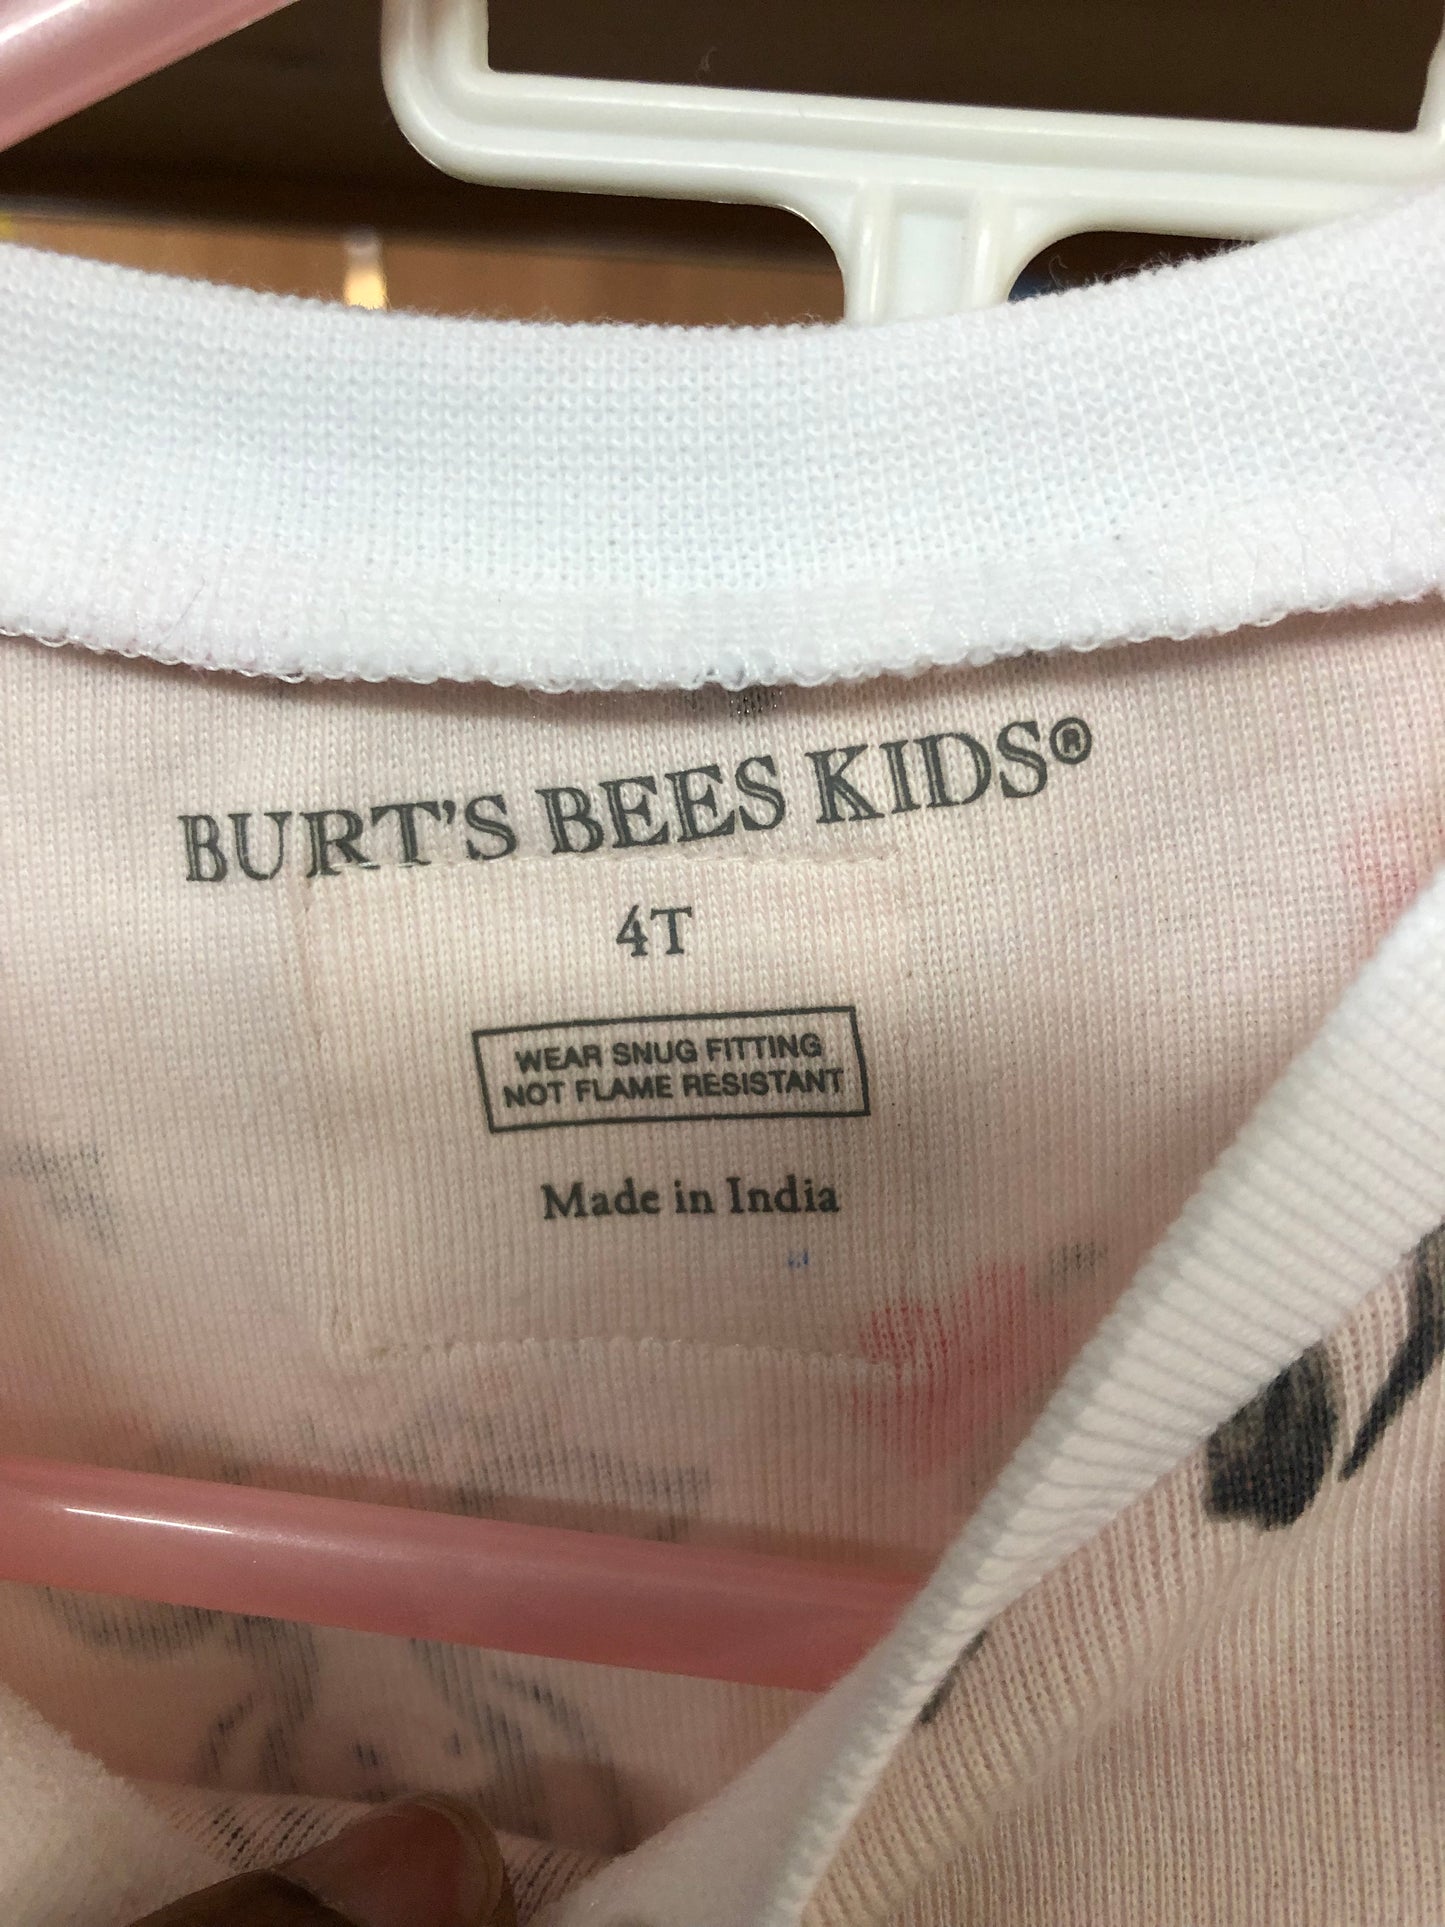 BURT'S BEES KIDS®
4T
WEAR SNUG FITTING
NOT FLAME RESISTANT
Made in India